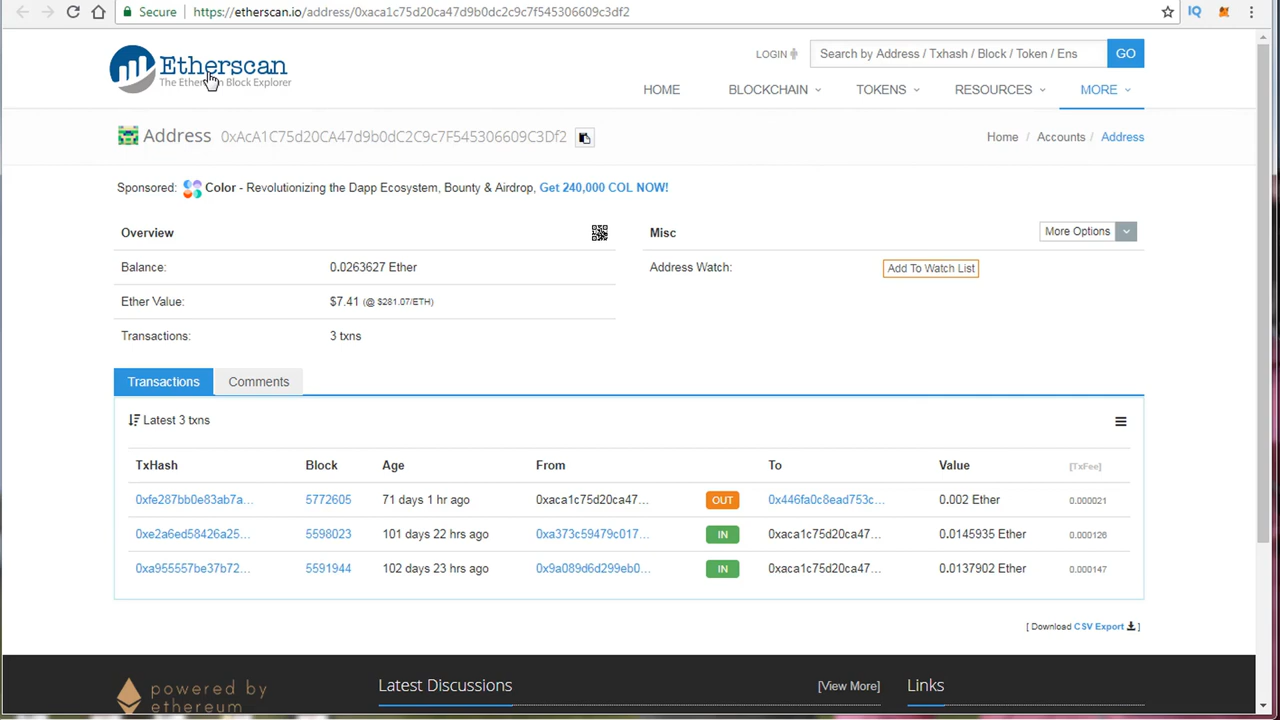 Secure https://etherscan.io/address/0xaca1c75d20ca47d9b0dc2c9c7f545306609c3df2
Etherscan
The Block Explorer
LOGIN Search by Address / Txhash / Block / Token / Ens GO
HOME BLOCKCHAIN TOKENS RESOURCES MORE
Address 0xAcA1C75d20CA47d9b0dC2C9c7F545306609C3Df2
Home / Accounts / Address
Sponsored: Color - Revolutionizing the Dapp Ecosystem, Bounty & Airdrop, Get 240,000 COL NOW!
Overview
Misc
More Options
Balance: 0.0263627 Ether
Address Watch: Add To Watch List
Ether Value: $7.41 (@ $281.07/ETH)
Transactions: 3 txns
Transactions Comments
Latest 3 txns
TxHash Block Age From To Value [TxFee]
0xfe287bb0e83ab7a... 5772605 71 days 1 hr ago 0xaca1c75d20ca47... OUT 0x446fa0c8ead753c... 0.002 Ether 0.000021
0xe2a6ed58426a25... 5598023 101 days 22 hrs ago 0xa373c59479c017... IN 0xaca1c75d20ca47... 0.0145935 Ether 0.000126
0xa955557be37b72... 5591944 102 days 23 hrs ago 0x9a089d6d299eb0... IN 0xaca1c75d20ca47... 0.0137902 Ether 0.000147
[ Download CSV Export ]
powered by
ethereum
Latest Discussions [View More]
Links